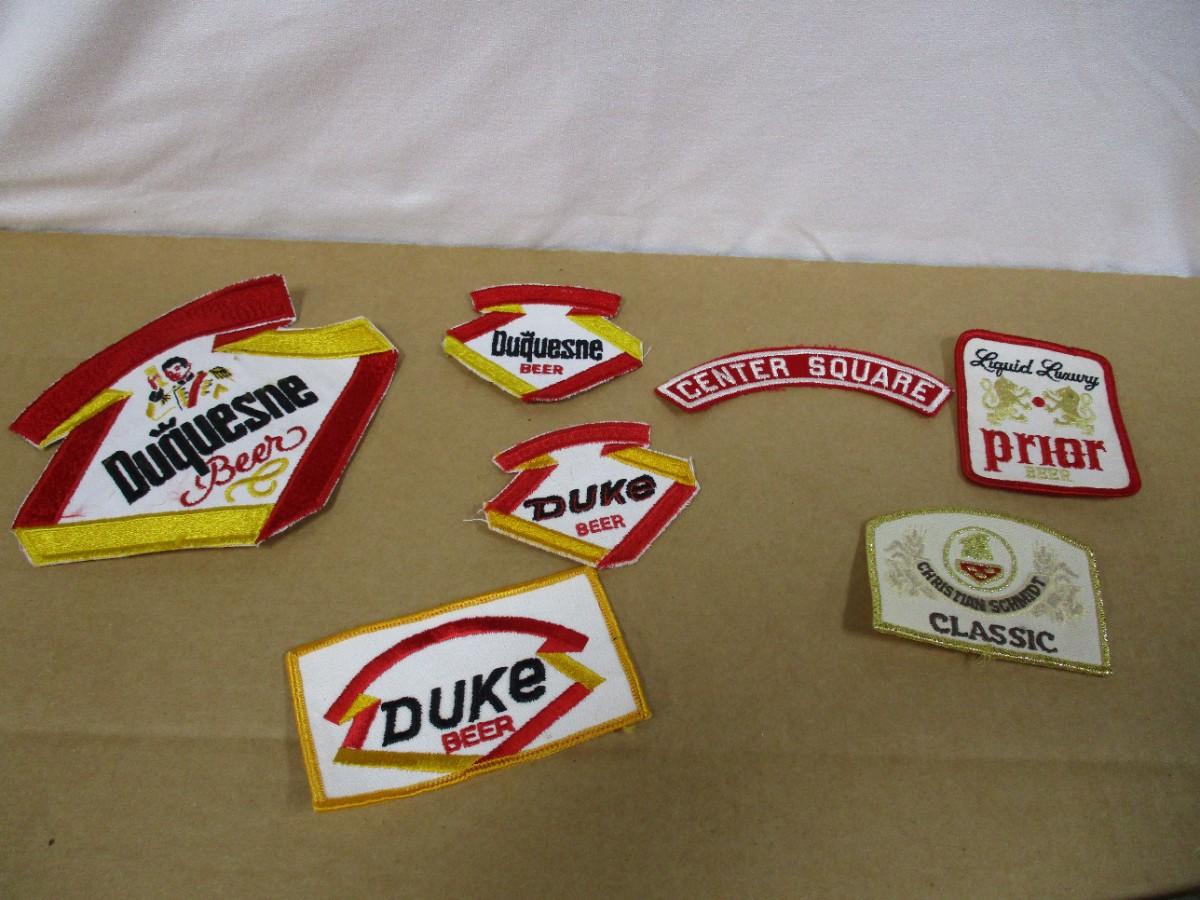 Duquesne
Beer
Duquesne
BEER
CENTER SQUARE
Liquid Luxury
prior
BEER
DUKe
BEER
CHRISTIAN SCHMIDT
CLASSIC
DUKe
BEER